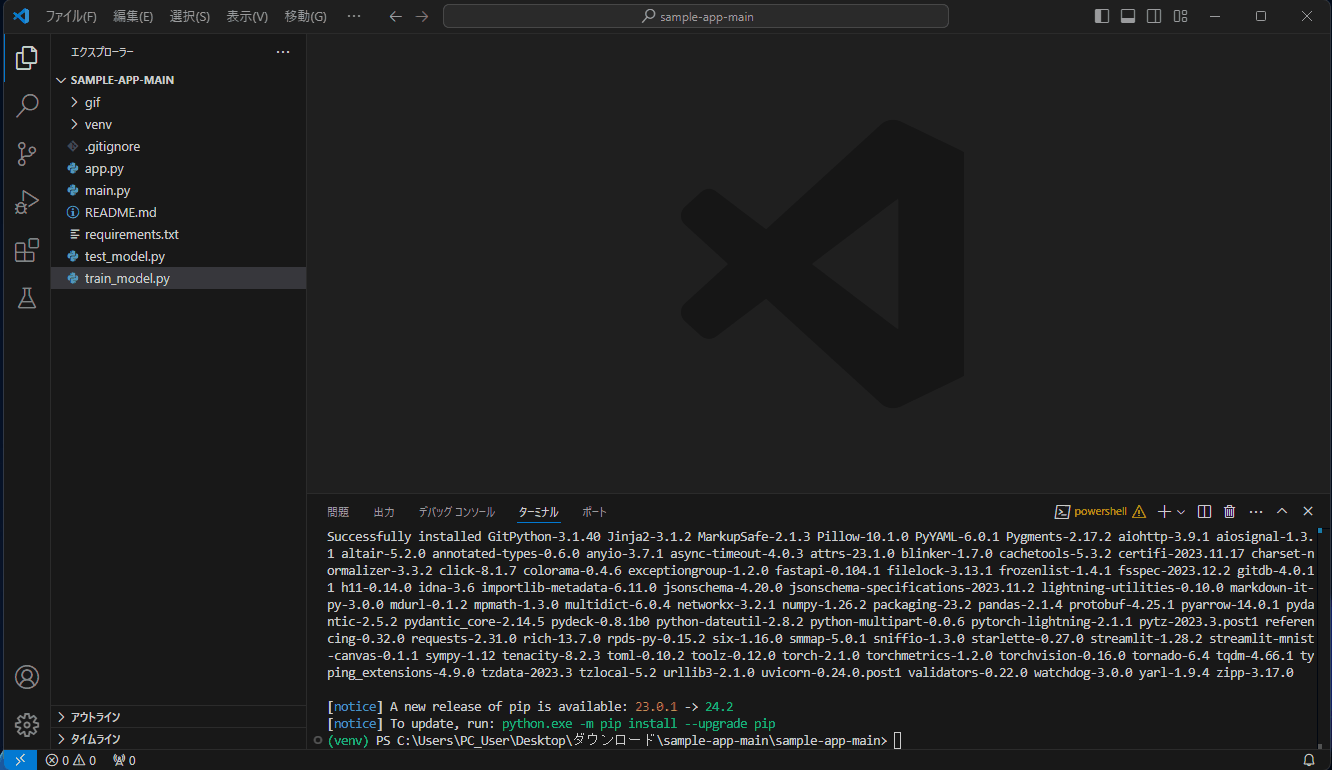 ファイル(F) 編集(E) 選択(S) 表示(V) 移動(G) ··· sample-app-main
エクスプローラー ···
SAMPLE-APP-MAIN
gif
venv
.gitignore
app.py
main.py
README.md
requirements.txt
test_model.py
train_model.py
アウトライン
タイムライン
問題 出力 デバッグ コンソール ターミナル ポート powershell
Successfully installed GitPython-3.1.40 Jinja2-3.1.2 MarkupSafe-2.1.3 Pillow-10.1.0 PyYAML-6.0.1 Pygments-2.17.2 aiohttp-3.9.1 aiosignal-1.3.
1 altair-5.2.0 annotated-types-0.6.0 anyio-3.7.1 async-timeout-4.0.3 attrs-23.1.0 blinker-1.7.0 cachetools-5.3.2 certifi-2023.11.17 charset-n
ormalizer-3.3.2 click-8.1.7 colorama-0.4.6 exceptiongroup-1.2.0 fastapi-0.104.1 filelock-3.13.1 frozenlist-1.4.1 fsspec-2023.12.2 gitdb-4.0.1
1 h11-0.14.0 idna-3.6 importlib-metadata-6.11.0 jsonschema-4.20.0 jsonschema-specifications-2023.11.2 lightning-utilities-0.10.0 markdown-it-
py-3.0.0 mdurl-0.1.2 mpmath-1.3.0 multidict-6.0.4 networkx-3.2.1 numpy-1.26.2 packaging-23.2 pandas-2.1.4 protobuf-4.25.1 pyarrow-14.0.1 pyda
ntic-2.5.2 pydantic_core-2.14.5 pydeck-0.8.1b0 python-dateutil-2.8.2 python-multipart-0.0.6 pytorch-lightning-2.1.1 pytz-2023.3.post1 referen
cing-0.32.0 requests-2.31.0 rich-13.7.0 rpds-py-0.15.2 six-1.16.0 smmap-5.0.1 sniffio-1.3.0 starlette-0.27.0 streamlit-1.28.2 streamlit-mnist
-canvas-0.1.1 sympy-1.12 tenacity-8.2.3 toml-0.10.2 toolz-0.12.0 torch-2.1.0 torchmetrics-1.2.0 torchvision-0.16.0 tornado-6.4 tqdm-4.66.1 ty
ping_extensions-4.9.0 tzdata-2023.3 tzlocal-5.2 urllib3-2.1.0 uvicorn-0.24.0.post1 validators-0.22.0 watchdog-3.0.0 yarl-1.9.4 zipp-3.17.0
[notice] A new release of pip is available: 23.0.1 -> 24.2
[notice] To update, run: python.exe -m pip install --upgrade pip
(venv) PS C:\Users\PC_User\Desktop\ダウンロード\sample-app-main\sample-app-main>
0 0 0